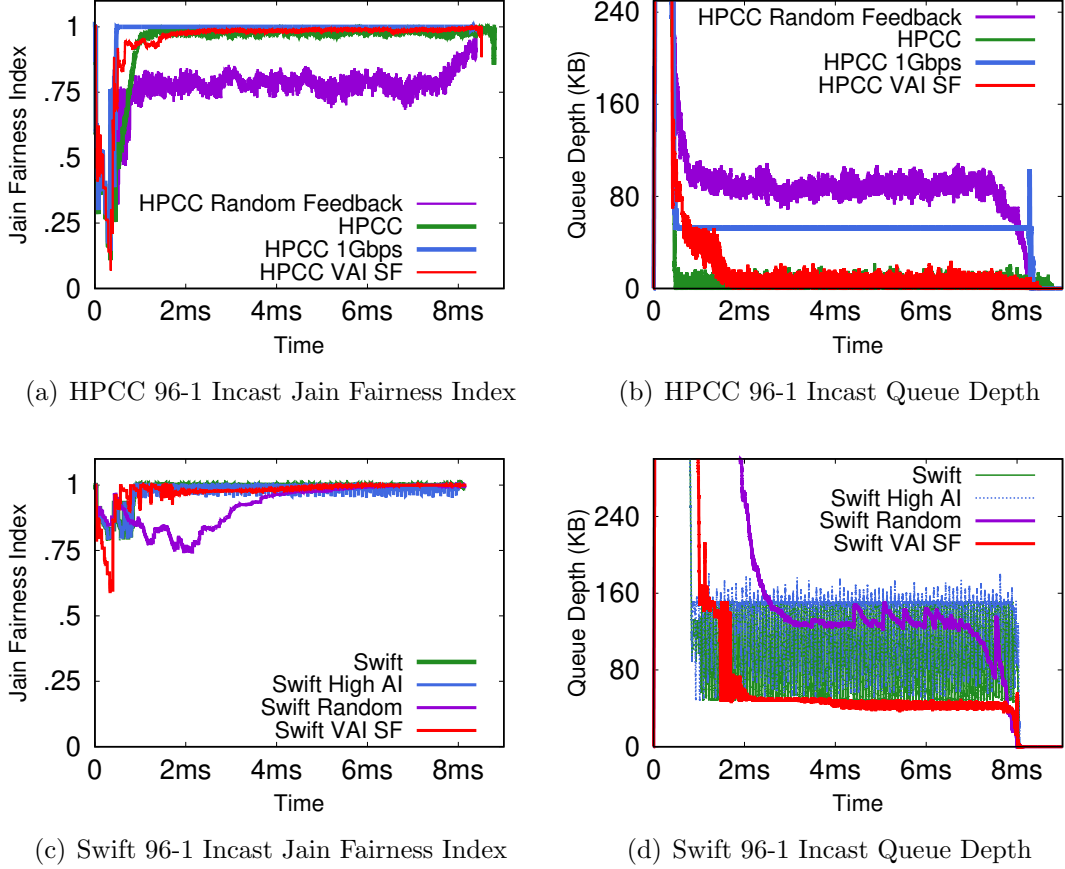 1
.75
.5
.25
0
Jain Fairness Index
HPCC Random Feedback
HPCC
HPCC 1Gbps
HPCC VAI SF
0 2ms 4ms 6ms 8ms
Time
(a) HPCC 96-1 Incast Jain Fairness Index
240
160
80
0
Queue Depth (KB)
HPCC Random Feedback
HPCC
HPCC 1Gbps
HPCC VAI SF
0 2ms 4ms 6ms 8ms
Time
(b) HPCC 96-1 Incast Queue Depth
1
.75
.5
.25
0
Jain Fairness Index
Swift
Swift High AI
Swift Random
Swift VAI SF
0 2ms 4ms 6ms 8ms
Time
(c) Swift 96-1 Incast Jain Fairness Index
240
160
80
0
Queue Depth (KB)
Swift
Swift High AI
Swift Random
Swift VAI SF
0 2ms 4ms 6ms 8ms
Time
(d) Swift 96-1 Incast Queue Depth